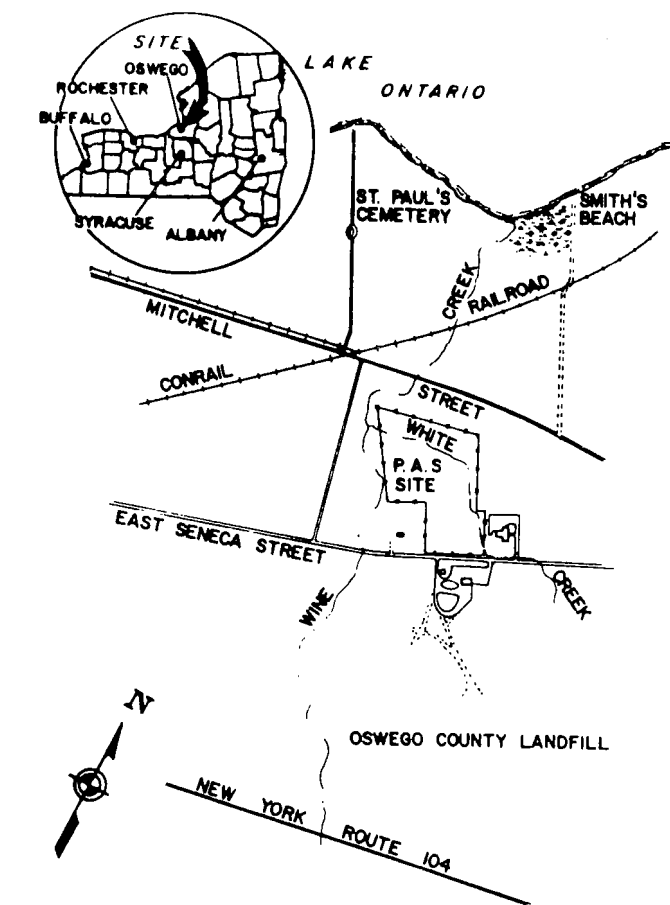 SITE
OSWEGO
ROCHESTER
BUFFALO
SYRACUSE
ALBANY
LAKE
ONTARIO
ST. PAUL'S
CEMETERY
SMITH'S
BEACH
CREEK
RAILROAD
MITCHELL
CONRAIL
STREET
WHITE
P.A.S
SITE
EAST SENECA STREET
WINE
CREEK
N
OSWEGO COUNTY LANDFILL
NEW YORK ROUTE 104